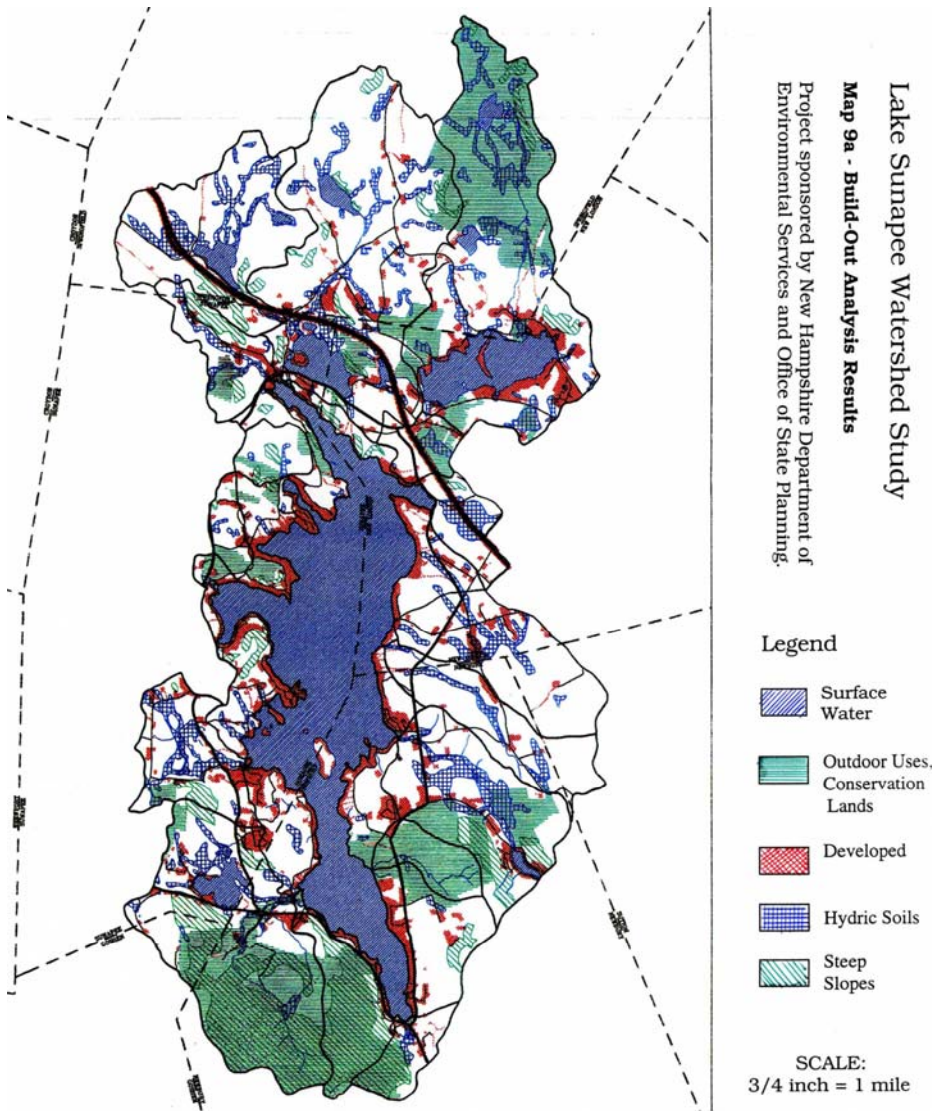 Lake Sunapee Watershed Study
Map 9a - Build-Out Analysis Results
Project sponsored by New Hampshire Department of
Environmental Services and Office of State Planning.
Legend
Surface
Water
Outdoor Uses,
Conservation
Lands
Developed
Hydric Soils
Steep
Slopes
SCALE:
3/4 inch = 1 mile